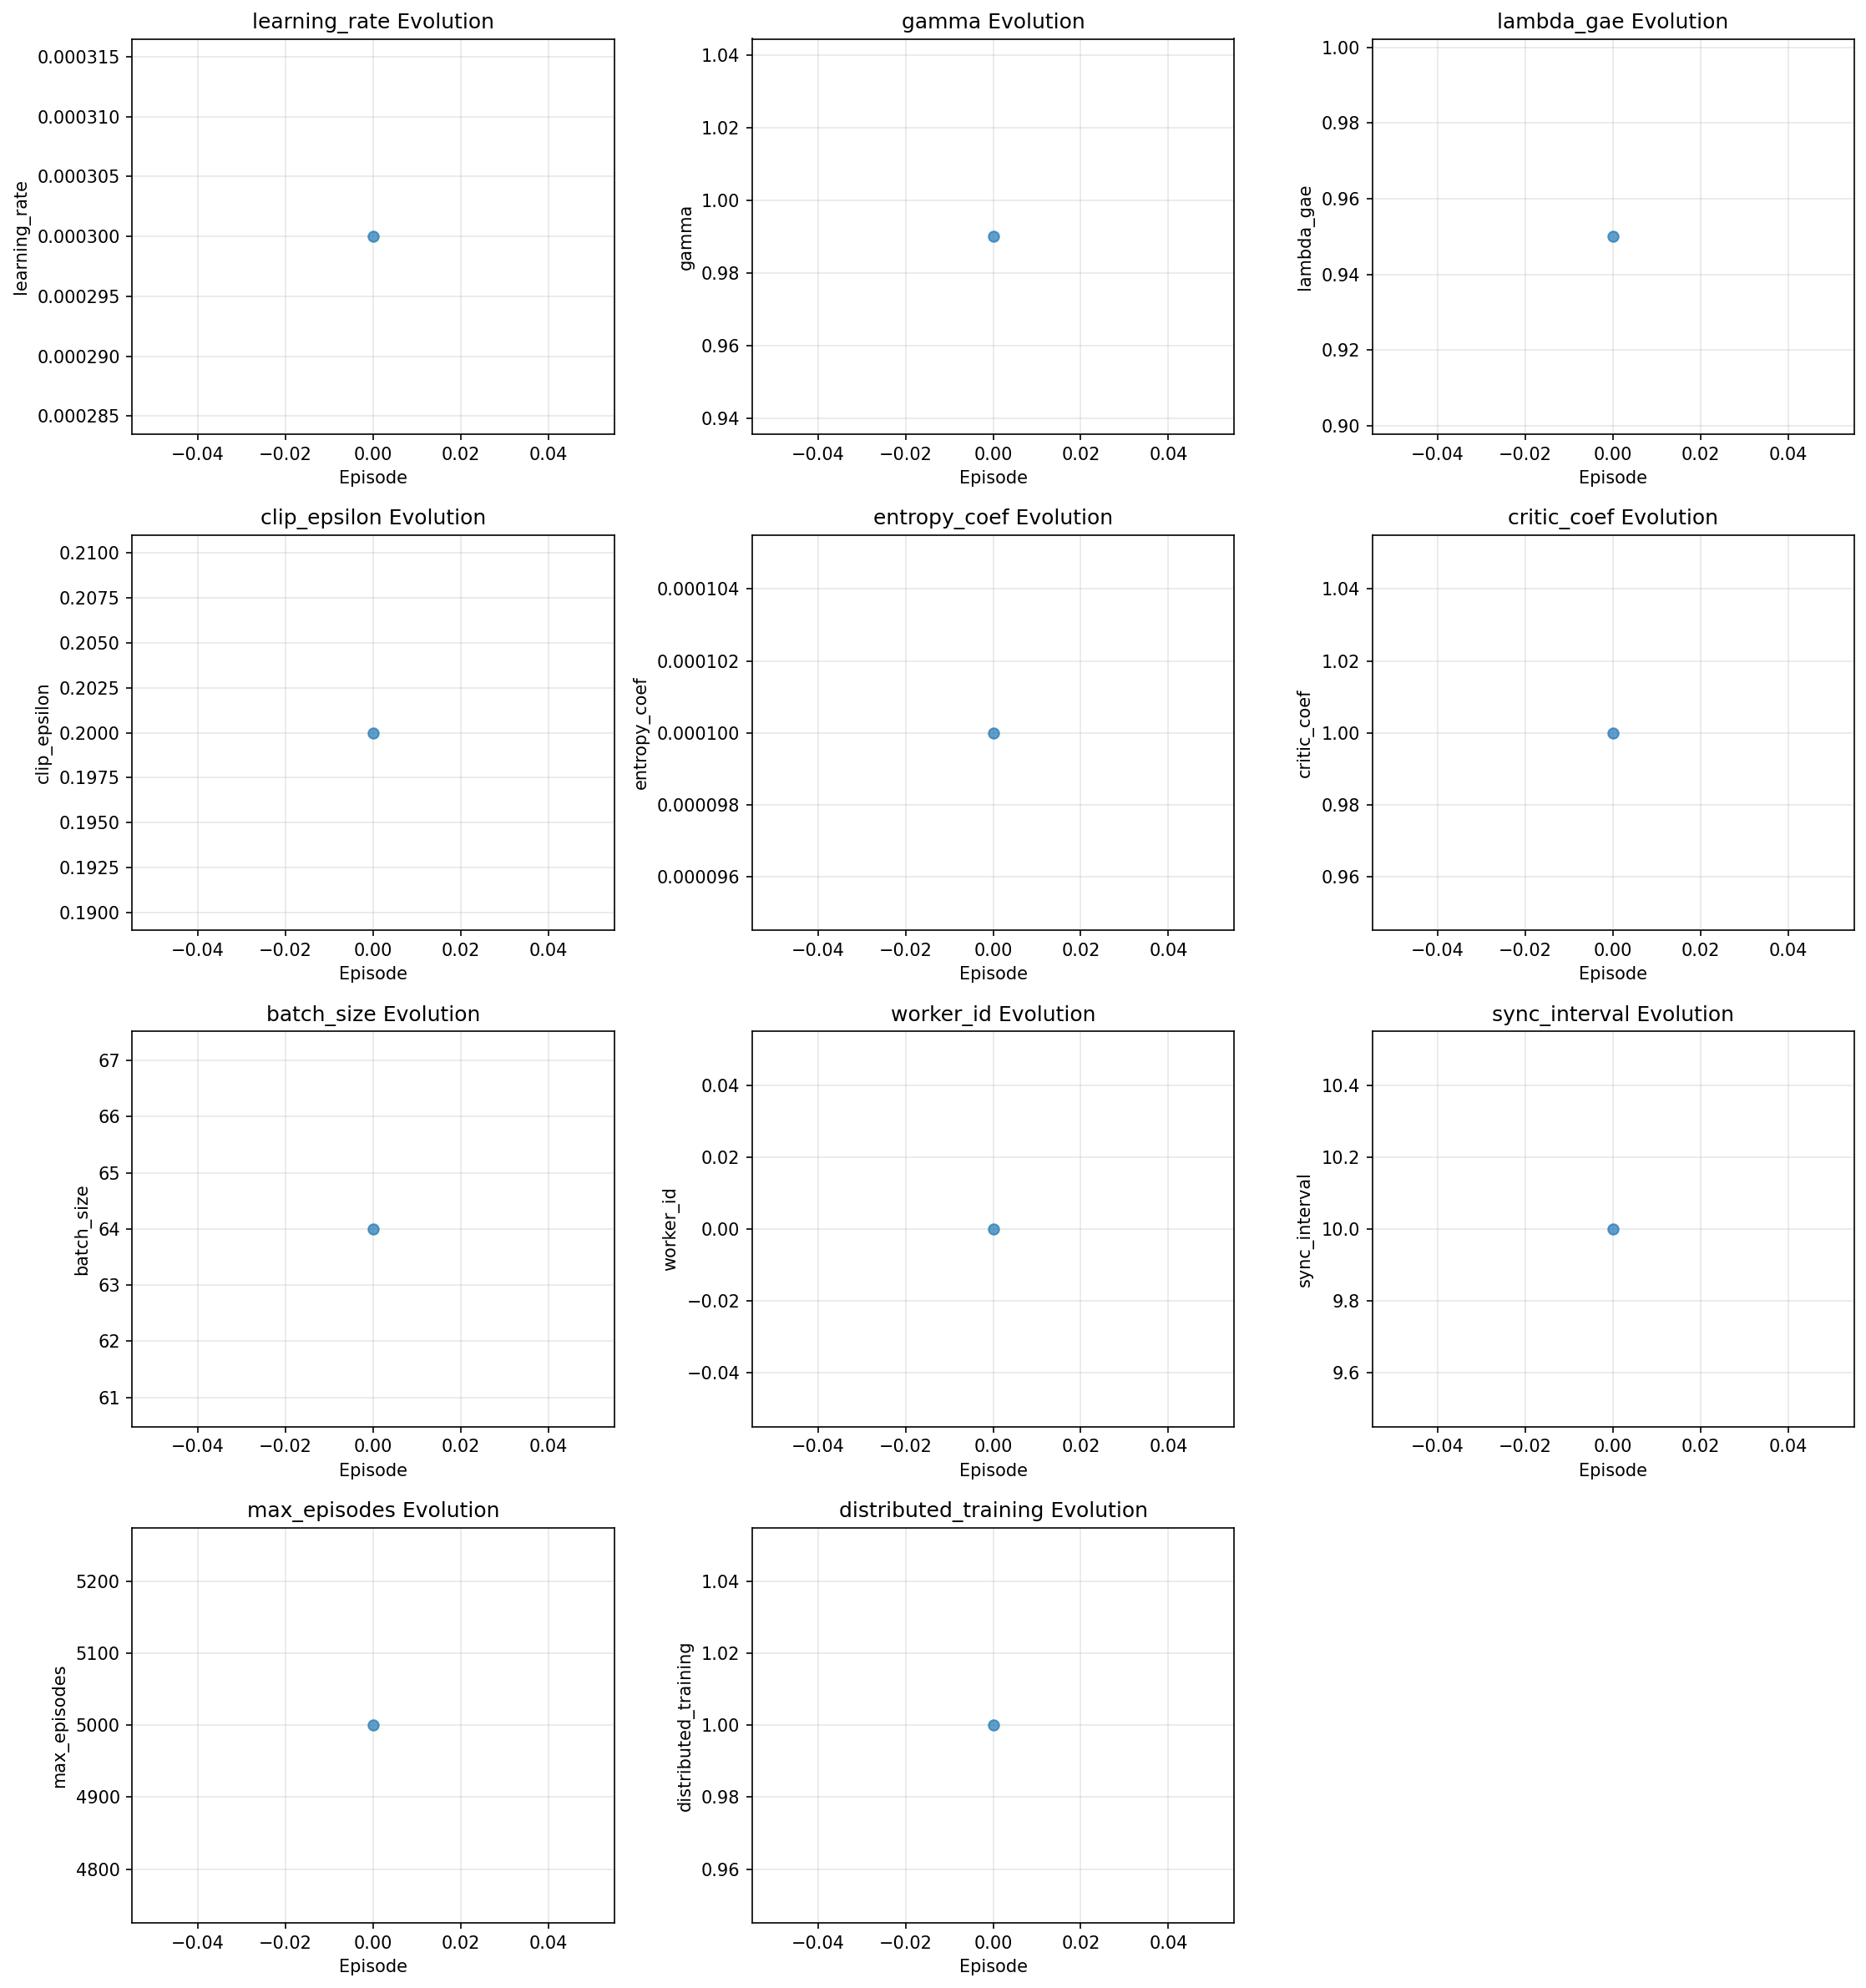 learning_rate Evolution
learning_rate
0.000315
0.000310
0.000305
0.000300
0.000295
0.000290
0.000285
−0.04 −0.02 0.00 0.02 0.04
Episode
gamma Evolution
gamma
1.04
1.02
1.00
0.98
0.96
0.94
−0.04 −0.02 0.00 0.02 0.04
Episode
lambda_gae Evolution
lambda_gae
1.00
0.98
0.96
0.94
0.92
0.90
−0.04 −0.02 0.00 0.02 0.04
Episode
clip_epsilon Evolution
clip_epsilon
0.2100
0.2075
0.2050
0.2025
0.2000
0.1975
0.1950
0.1925
0.1900
−0.04 −0.02 0.00 0.02 0.04
Episode
entropy_coef Evolution
entropy_coef
0.000104
0.000102
0.000100
0.000098
0.000096
−0.04 −0.02 0.00 0.02 0.04
Episode
critic_coef Evolution
critic_coef
1.04
1.02
1.00
0.98
0.96
−0.04 −0.02 0.00 0.02 0.04
Episode
batch_size Evolution
batch_size
67
66
65
64
63
62
61
−0.04 −0.02 0.00 0.02 0.04
Episode
worker_id Evolution
worker_id
0.04
0.02
0.00
−0.02
−0.04
−0.04 −0.02 0.00 0.02 0.04
Episode
sync_interval Evolution
sync_interval
10.4
10.2
10.0
9.8
9.6
−0.04 −0.02 0.00 0.02 0.04
Episode
max_episodes Evolution
max_episodes
5200
5100
5000
4900
4800
−0.04 −0.02 0.00 0.02 0.04
Episode
distributed_training Evolution
distributed_training
1.04
1.02
1.00
0.98
0.96
−0.04 −0.02 0.00 0.02 0.04
Episode